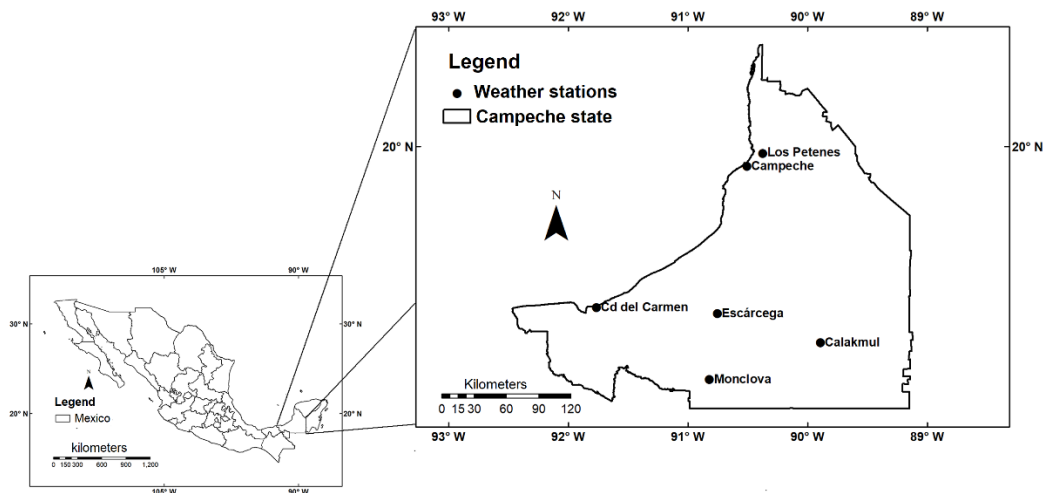 93° W 92° W 91° W 90° W 89° W
Legend
Weather stations
Campeche state
20° N 20° N
Los Petenes
Campeche
N
Cd del Carmen
Escárcega
Calakmul
Monclova
Kilometers
0 15 30 60 90 120
93° W 92° W 91° W 90° W 89° W
105° W 90° W
30° N 30° N
N
Legend
Mexico
20° N 20° N
kilometers
0 150 300 600 900 1,200
105° W 90° W